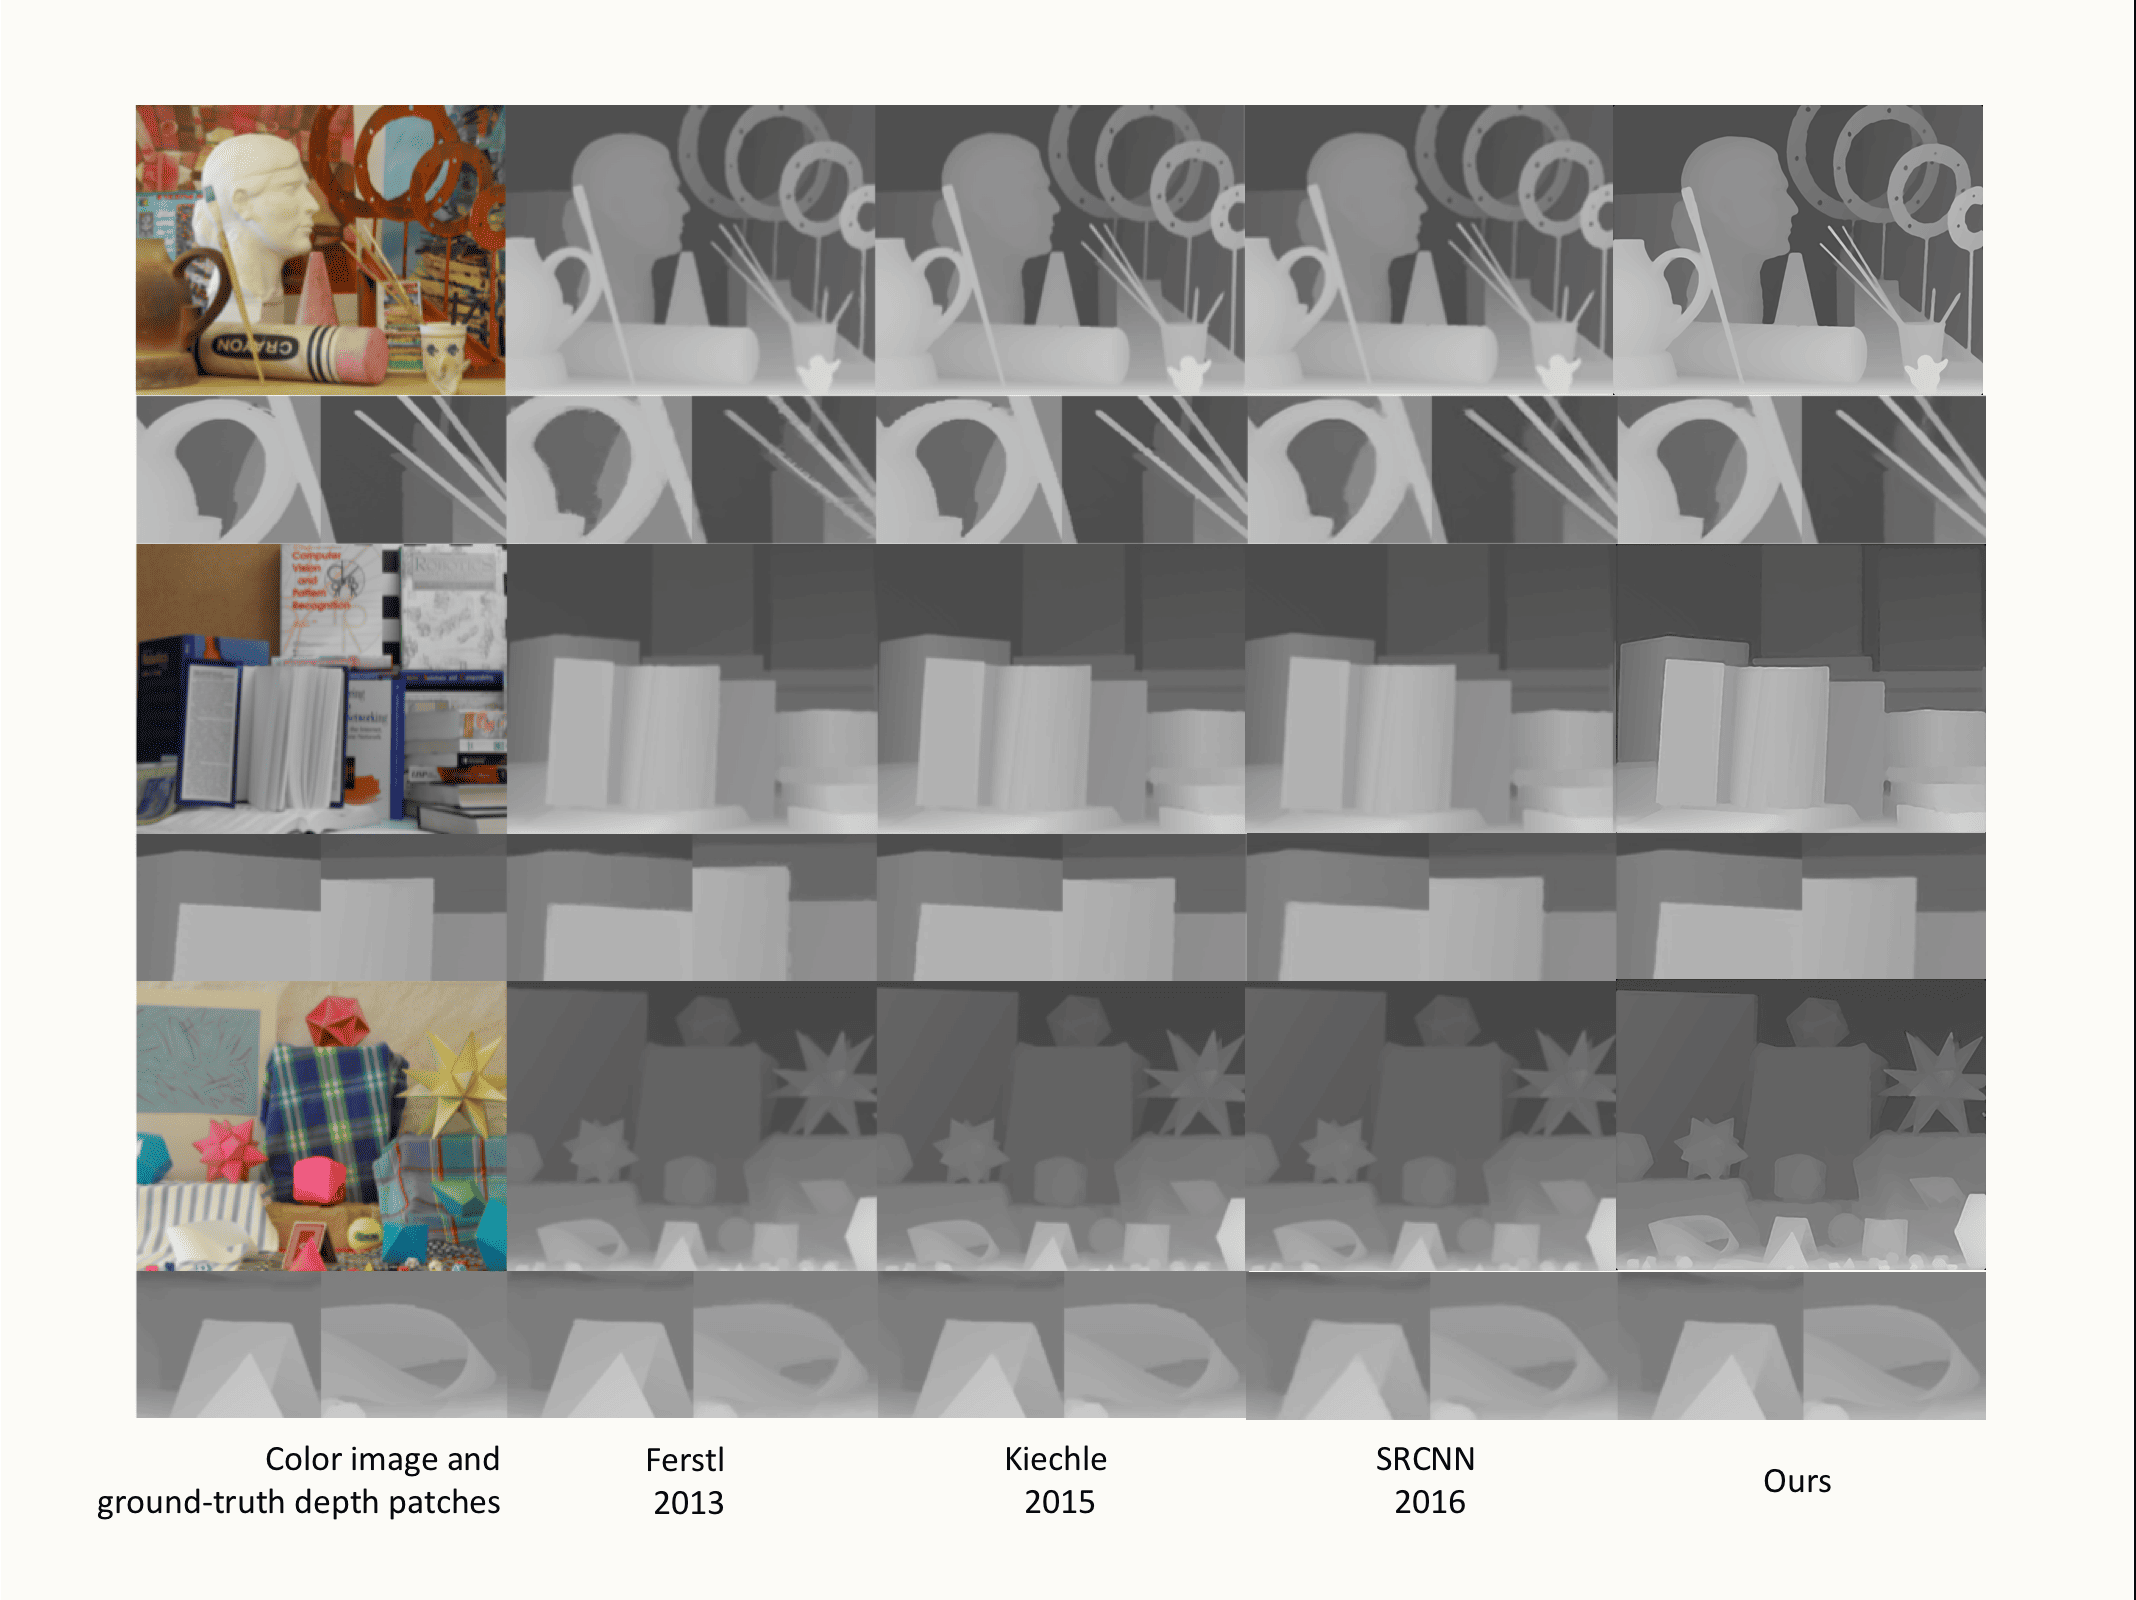 CRAYON
Computer
Vision
and
Pattern
Recognition
ROBOTICS
Networking
Color image and
ground-truth depth patches
Ferstl
2013
Kiechle
2015
SRCNN
2016
Ours